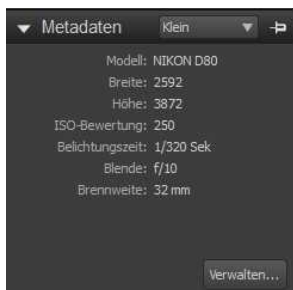 Metadaten Klein
Modell: NIKON D80
Breite: 2592
Höhe: 3872
ISO-Bewertung: 250
Belichtungszeit: 1/320 Sek
Blende: f/10
Brennweite: 32 mm
Verwalten...